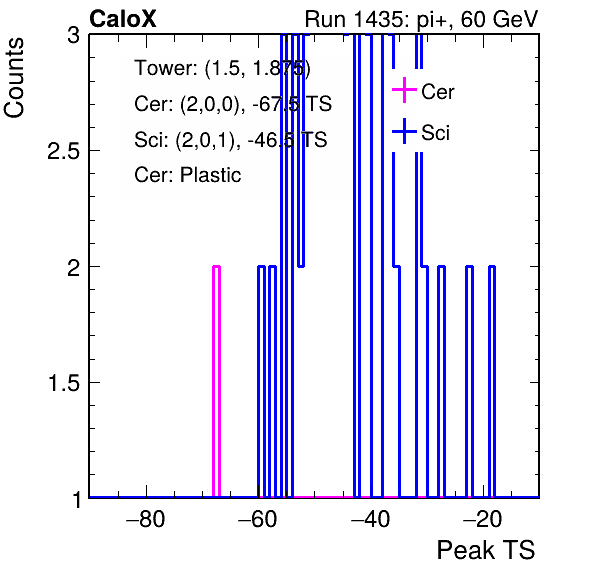 CaloX Run 1435: pi+, 60 GeV
Counts
3
Tower: (1.5, 1.875)
Cer: (2,0,0), -67.5 TS
Sci: (2,0,1), -46.5 TS
Cer: Plastic
Cer
Sci
2.5
2
1.5
1
−80 −60 −40 −20
Peak TS